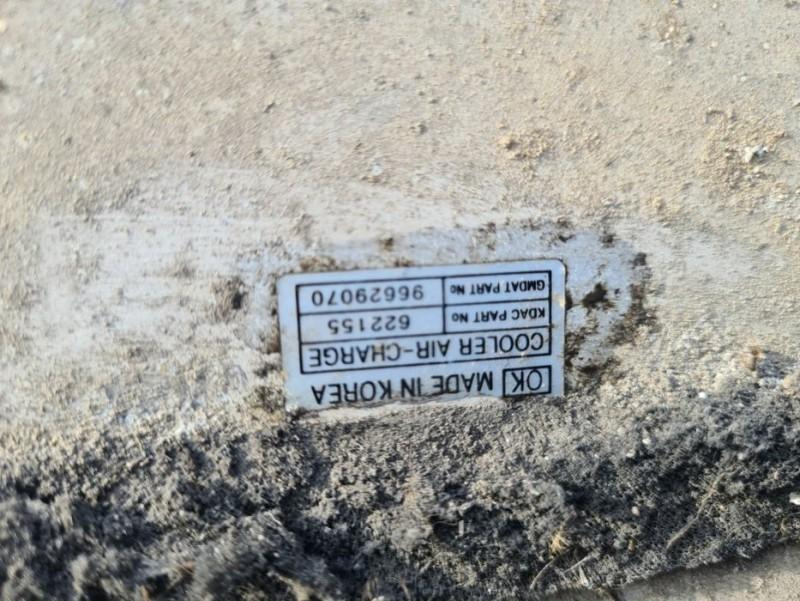 OK MADE IN KOREA
COOLER AIR-CHARGE
KDAC PART No 622155
GMDAT PART No 96629070